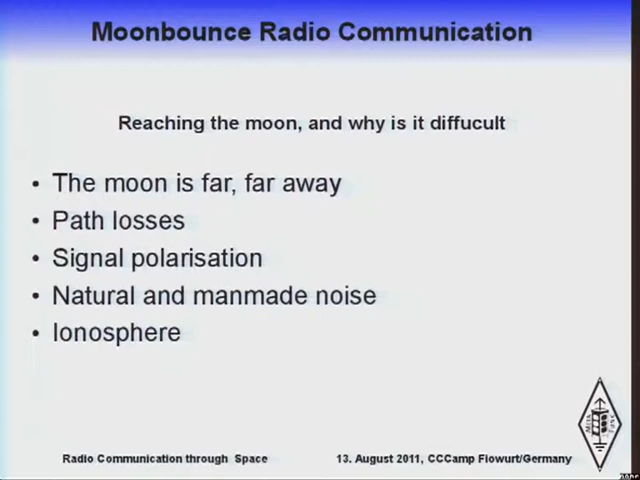 Moonbounce Radio Communication
Reaching the moon, and why is it diffucult
• The moon is far, far away
• Path losses
• Signal polarisation
• Natural and manmade noise
• Ionosphere
Radio Communication through Space
13. August 2011, CCCamp Flowurt/Germany